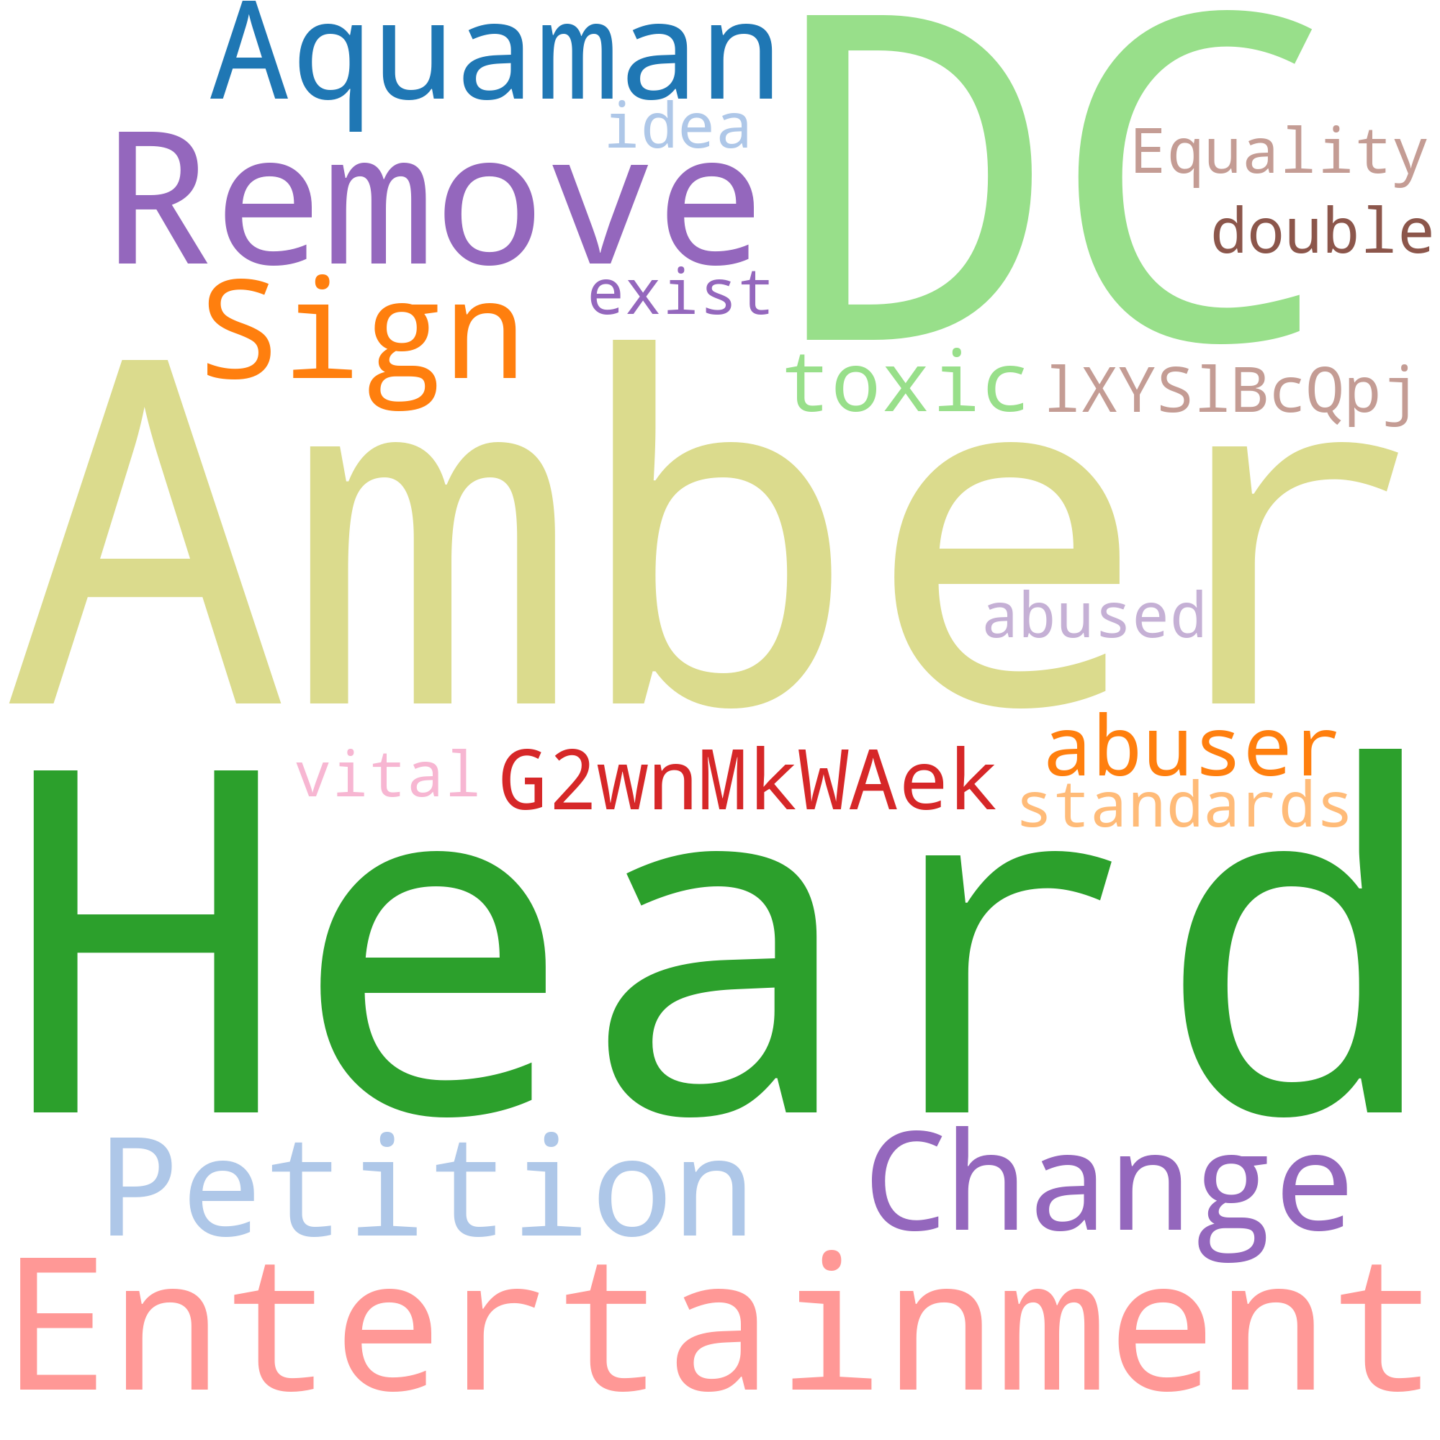 Aquaman
DC
idea
Equality
Remove
double
exist
Sign
toxic
lXYSlBcQpj
Amber
abused
abuser
vital
G2wnMkWAek
standards
Heard
Petition
Change
Entertainment